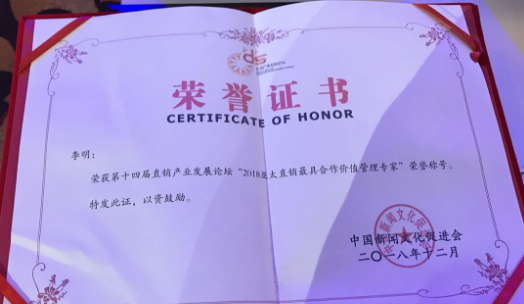 ds
荣誉证书
CERTIFICATE OF HONOR
李明：
荣获第十四届直销产业发展论坛“2018亚太直销最具合作价值管理专家”荣誉称号。
特发此证，以资鼓励。
中国新闻文化促进会
二〇一八年十二月